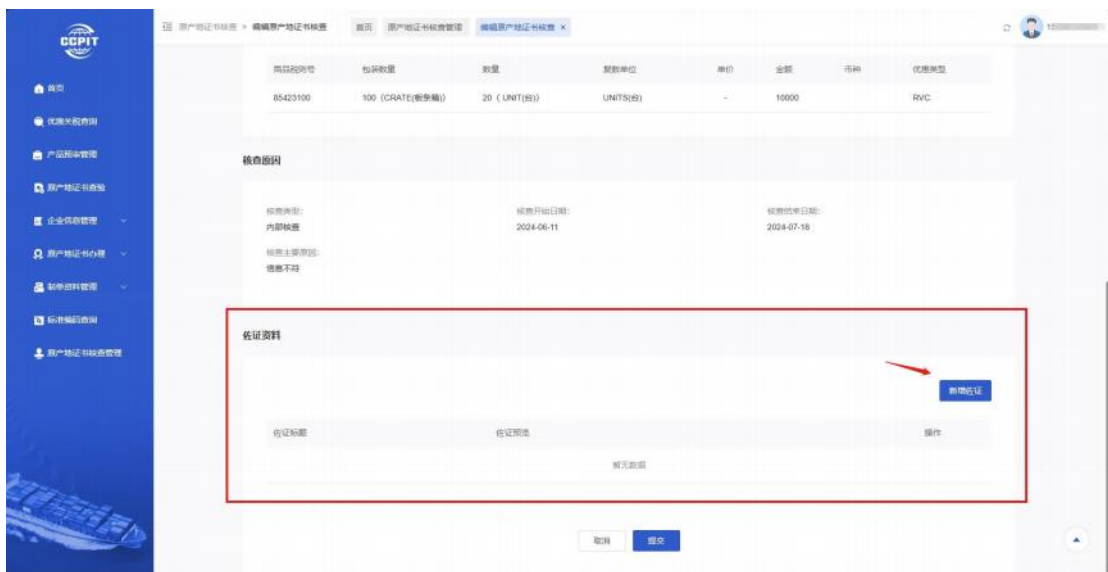 CCPIT
首页
优惠关税查询
产品预审管理
原产地证书查验
企业信息管理
原产地证书办理
制单资料管理
标准编码查询
原产地证书核查管理
原产地证书核查 > 编辑原产地证书核查 首页 原产地证书核查管理 编辑原产地证书核查 ×
商品税则号 包装数量 数量 复数单位 单价 金额 币种 优惠类型
85423100 100 (CRATE(板条箱)) 20 ( UNIT(台)) UNITS(台) - 10000 RVC
核查原因
核查类型: 核查开始日期: 核查结束日期:
内部核查 2024-06-11 2024-07-18
核查主要原因:
信息不符
佐证资料
新增佐证
佐证标题 佐证预览 操作
暂无数据
取消 提交